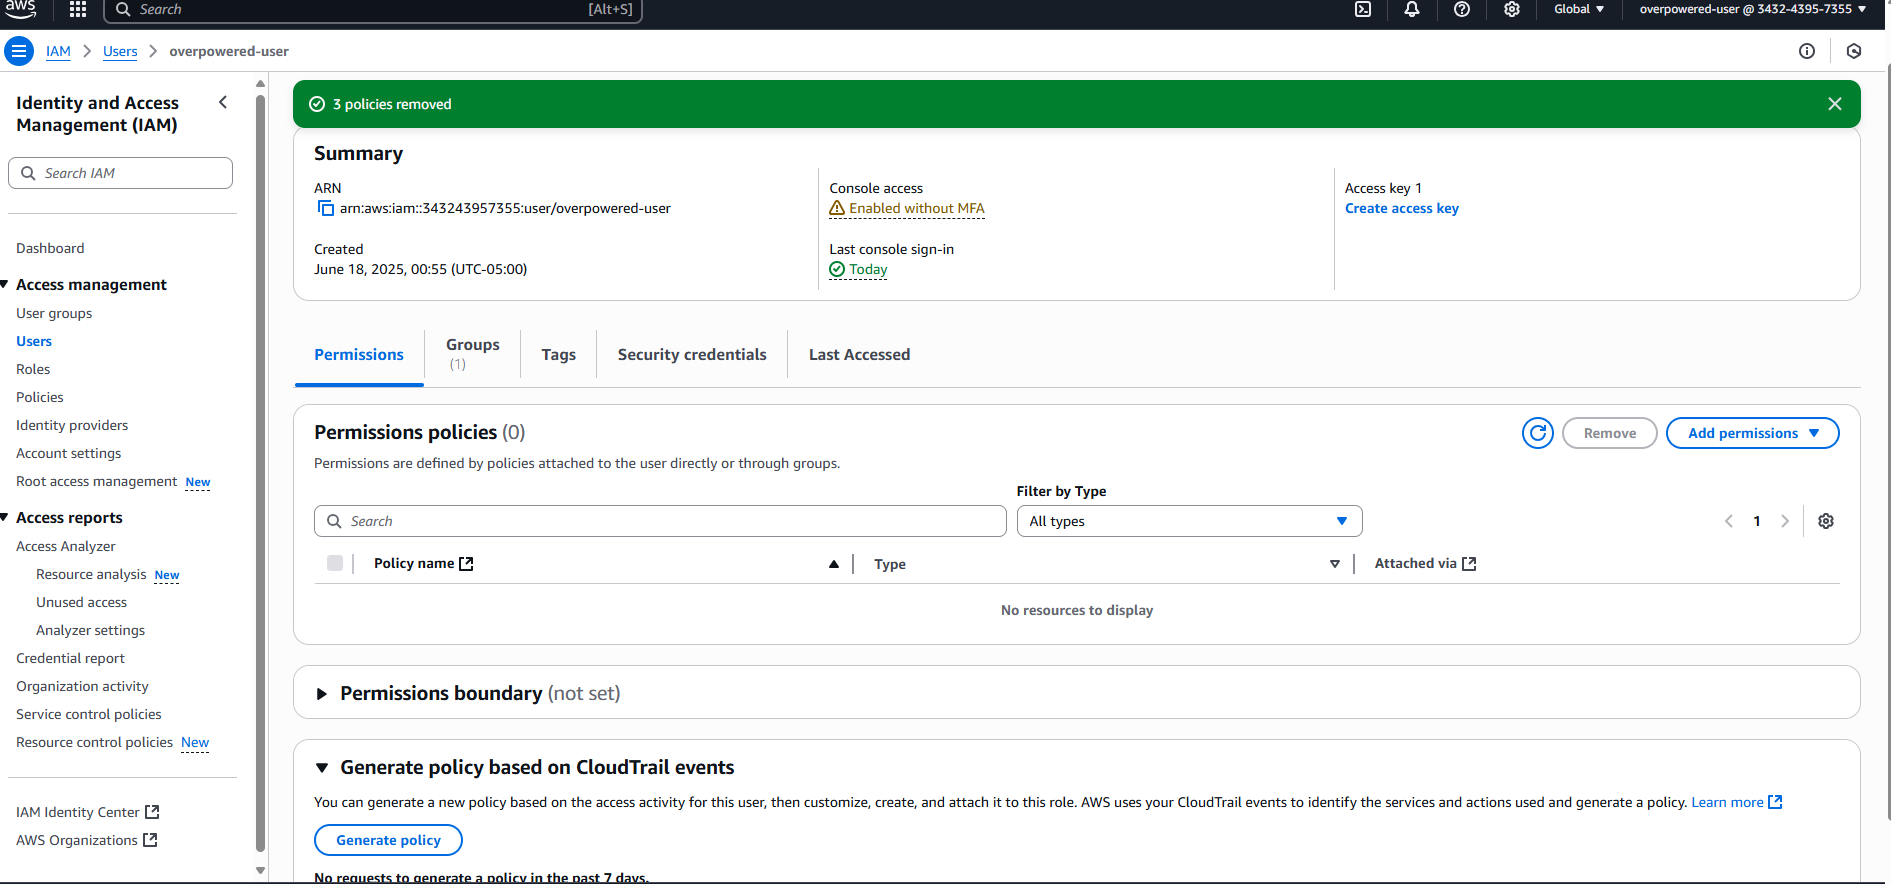 aws
Search
[Alt+S]
Global
overpowered-user @ 3432-4395-7355
IAM
Users
overpowered-user
Identity and Access Management (IAM)
Search IAM
Dashboard
Access management
User groups
Users
Roles
Policies
Identity providers
Account settings
Root access management New
Access reports
Access Analyzer
Resource analysis New
Unused access
Analyzer settings
Credential report
Organization activity
Service control policies
Resource control policies New
IAM Identity Center
AWS Organizations
3 policies removed
Summary
ARN
arn:aws:iam::343243957355:user/overpowered-user
Created
June 18, 2025, 00:55 (UTC-05:00)
Console access
Enabled without MFA
Last console sign-in
Today
Access key 1
Create access key
Permissions
Groups
(1)
Tags
Security credentials
Last Accessed
Permissions policies (0)
Permissions are defined by policies attached to the user directly or through groups.
Remove
Add permissions
Search
Filter by Type
All types
1
Policy name
Type
Attached via
No resources to display
Permissions boundary (not set)
Generate policy based on CloudTrail events
You can generate a new policy based on the access activity for this user, then customize, create, and attach it to this role. AWS uses your CloudTrail events to identify the services and actions used and generate a policy. Learn more
Generate policy
No requests to generate a policy in the past 7 days.